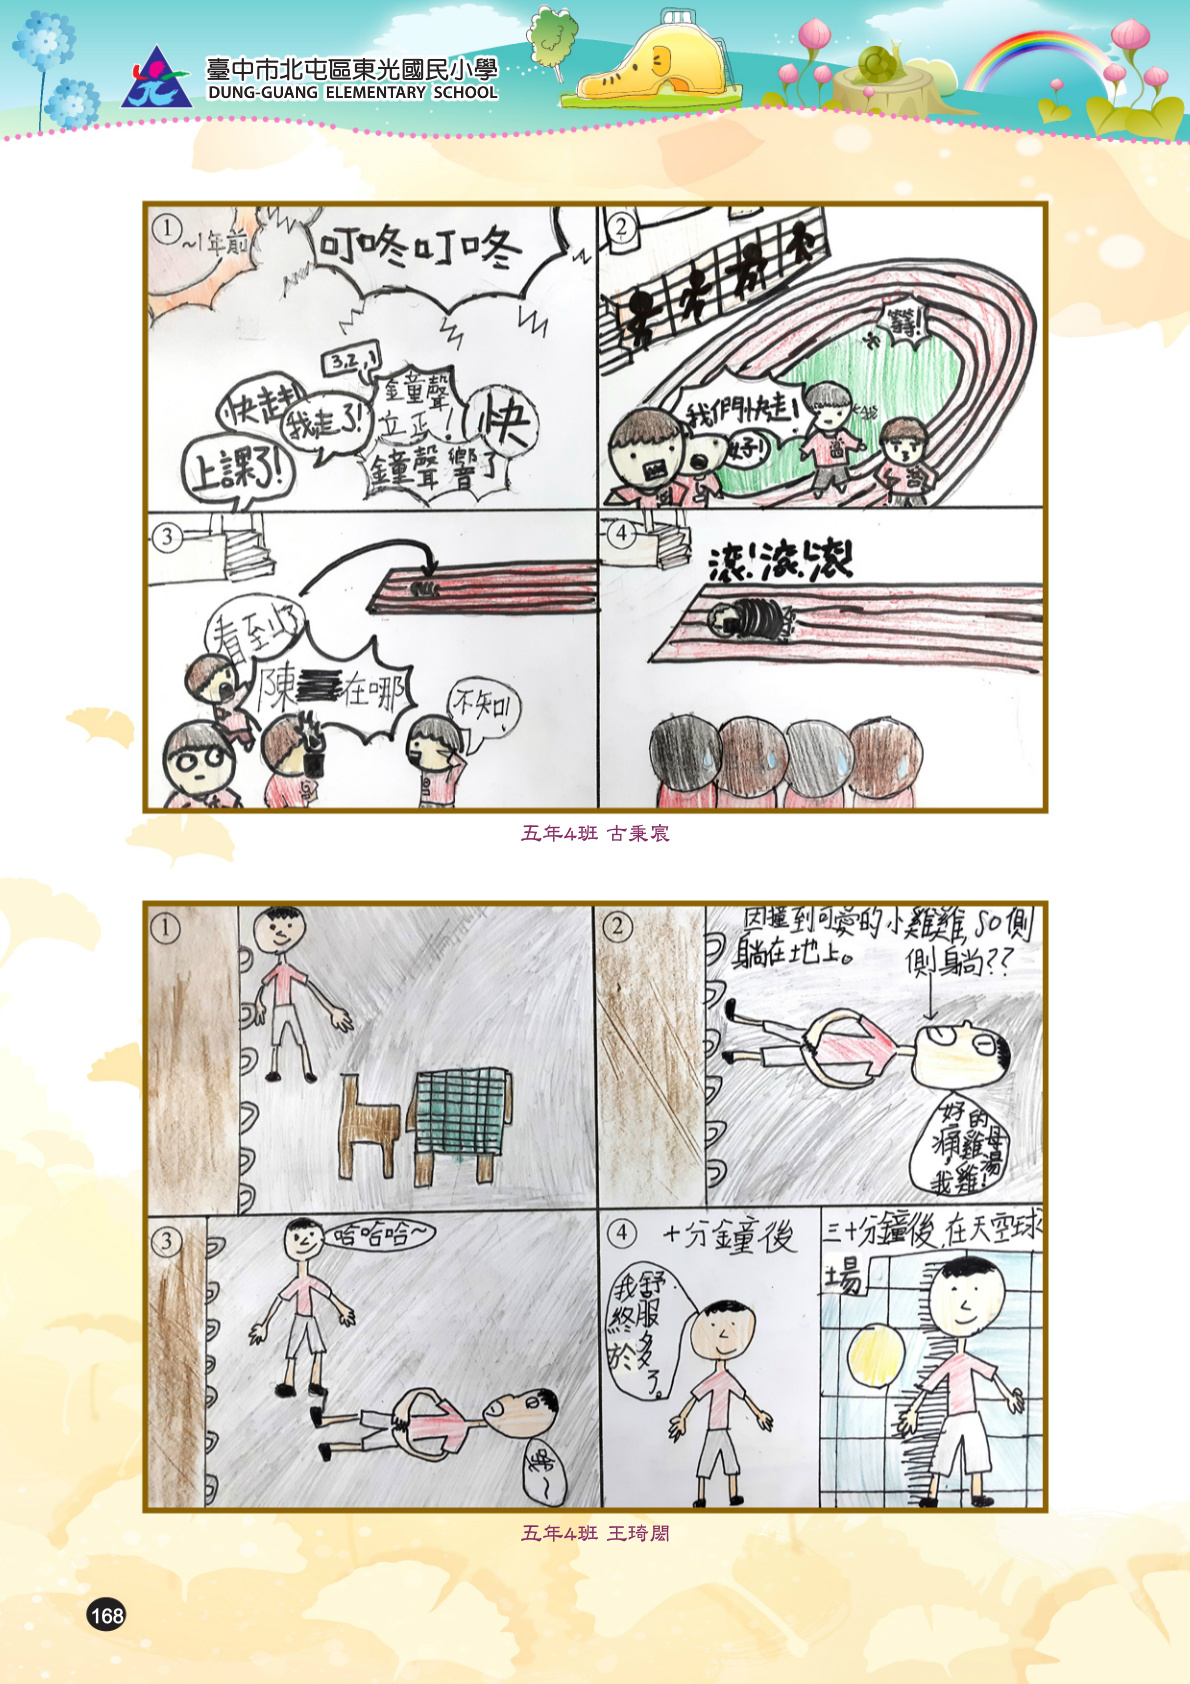 臺中市北屯區東光國民小學
DUNG-GUANG ELEMENTARY SCHOOL
1
~1年前
叮咚叮咚
3,2,1
快走!
我走了!
鐘聲
立正!
快
上課了!
鐘聲響了
2
等!
我們快走!
好!
3
看到了
陳
在哪
不知
4
滾!滾!滾!
五年4班 古秉宸
1
2
因撞到可愛的小雞雞,so側
躺在地上。
側身躺??
好痛,我
的雞雞!
母湯
3
哈哈哈~
4
十分鐘後
我終於
舒服多了。
三十分鐘後,在天空球
場
五年4班 王琦閎
168